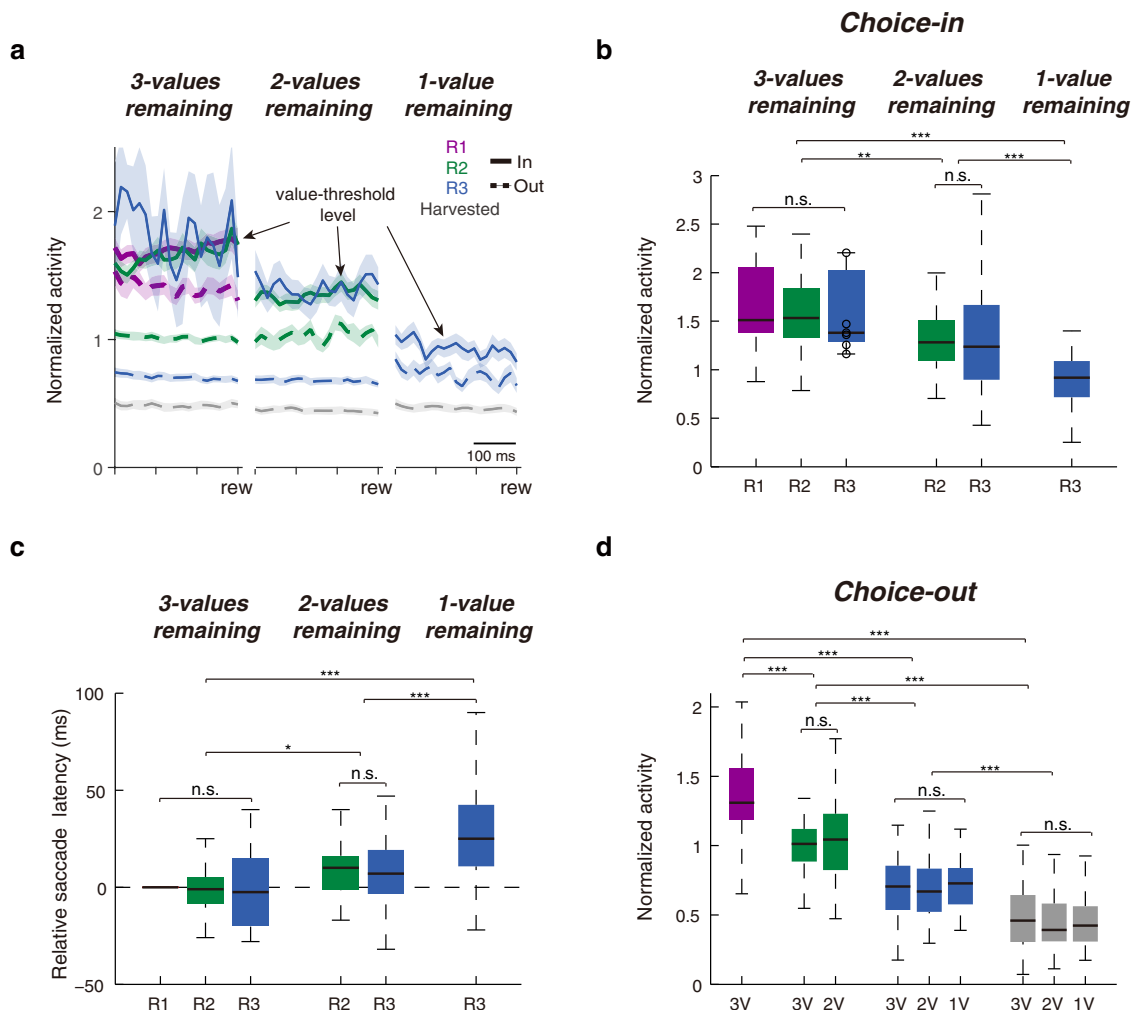 a
3-values
remaining
2-values
remaining
1-value
remaining
R1
R2
R3
Harvested
In
Out
value-threshold
level
Normalized activity
2
1
0
100 ms
rew
rew
rew
b
Choice-in
3-values
remaining
2-values
remaining
1-value
remaining
***
**
***
n.s.
n.s.
Normalized activity
3
2.5
2
1.5
1
0.5
0
R1 R2 R3 R2 R3 R3
c
3-values
remaining
2-values
remaining
1-value
remaining
***
***
*
n.s.
n.s.
Relative saccade latency (ms)
100
50
0
−50
R1 R2 R3 R2 R3 R3
d
Choice-out
***
***
***
***
***
n.s.
***
n.s.
n.s.
Normalized activity
2
1.5
1
0.5
0
3V 3V 2V 3V 2V 1V 3V 2V 1V